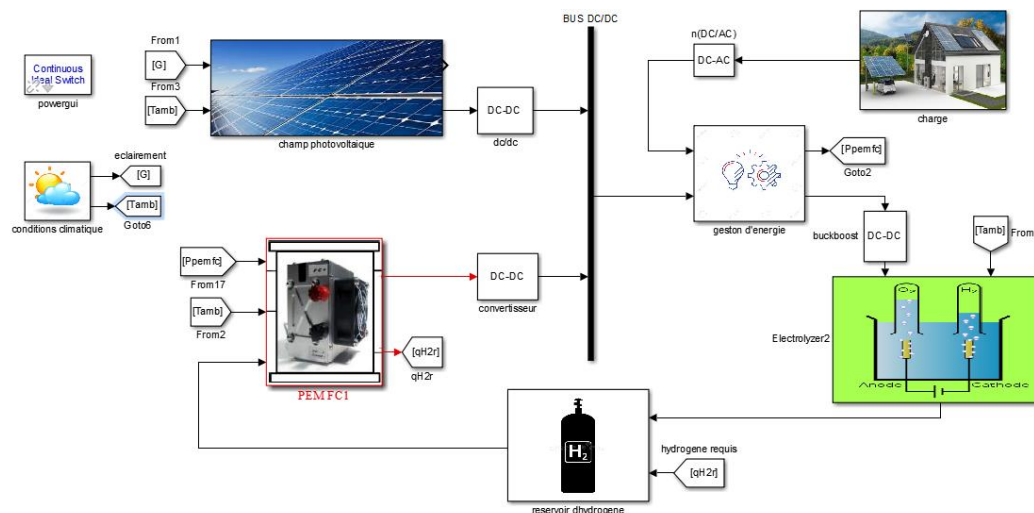 BUS DC/DC
From1
[G]
From3
[Tamb]
champ photovoltaique
DC-DC
dc/dc
n(DC/AC)
DC-AC
charge
Continuous
Ideal Switch
powergui
eclairement
[G]
[Tamb]
Goto6
conditions climatique
geston d'energie
[Ppemfc]
Goto2
buckboost
DC-DC
[Tamb]
From
[Ppemfc]
From17
[Tamb]
From2
PEMFC1
DC-DC
convertisseur
[qH2r]
qH2r
O2
H2
Electrolyzer2
Anode
Cathode
H2
reservoir dhydrogene
hydrogene requis
[qH2r]